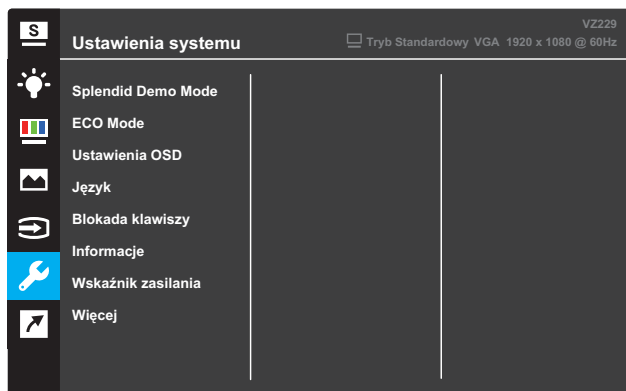 S
VZ229
Ustawienia systemu
Tryb Standardowy VGA 1920 x 1080 @ 60Hz
Splendid Demo Mode
ECO Mode
Ustawienia OSD
Język
Blokada klawiszy
Informacje
Wskaźnik zasilania
Więcej